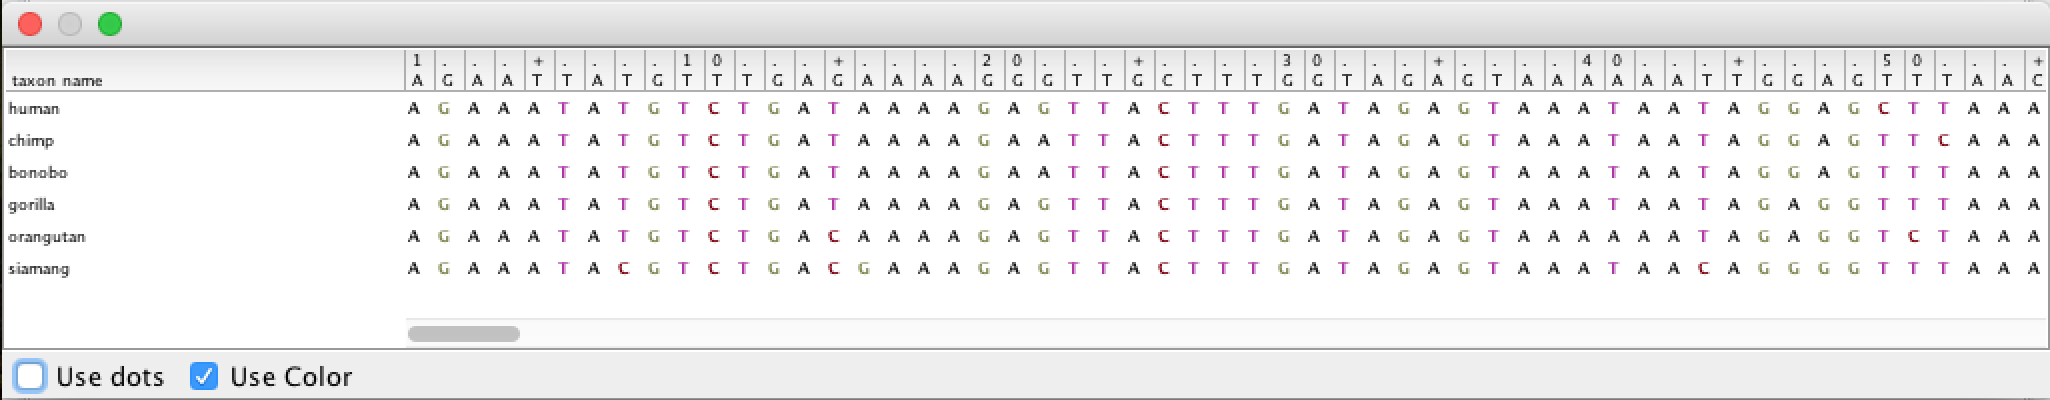 1 . . . + . . . . 1 0 . . . + . . . . 2 0 . . . + . . . . 3 0 . . . + . . . . 4 0 . . . + . . . . 5 0 . . . +
taxon name A G A A T T A T G T T T G A G A A A A G G G T T G C T T T G G T A G A G T A A A A A A T T G G A G T T T A A C
human A G A A A T A T G T C T G A T A A A A G A G T T A C T T T G A T A G A G T A A A T A A T A G G A G C T T A A A
chimp A G A A A T A T G T C T G A T A A A A G A A T T A C T T T G A T A G A G T A A A T A A T A G G A G T T C A A A
bonobo A G A A A T A T G T C T G A T A A A A G A A T T A C T T T G A T A G A G T A A A T A A T A G G A G T T T A A A
gorilla A G A A A T A T G T C T G A T A A A A G A G T T A C T T T G A T A G A G T A A A T A A T A G A G G T T T A A A
orangutan A G A A A T A T G T C T G A C A A A A G A G T T A C T T T G A T A G A G T A A A A A A T A G A G G T C T A A A
siamang A G A A A T A C G T C T G A C G A A A G A G T T A C T T T G A T A G A G T A A A T A A C A G G G G T T T A A A
Use dots Use Color